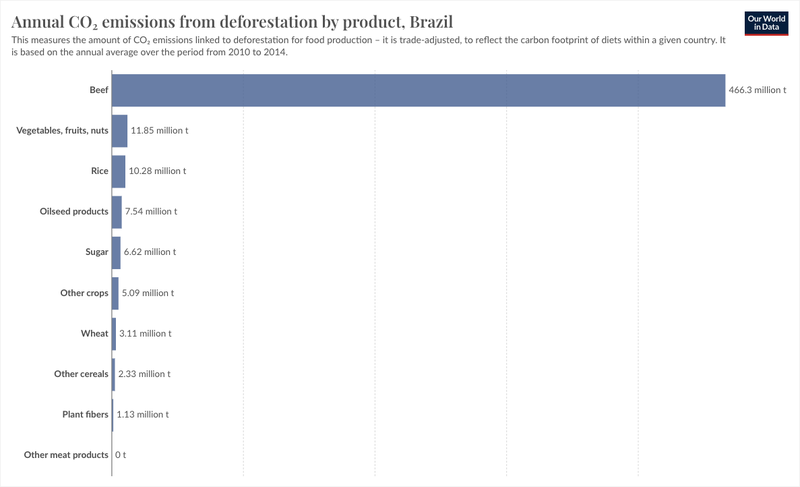 Annual CO₂ emissions from deforestation by product, Brazil
Our World
in Data
This measures the amount of CO₂ emissions linked to deforestation for food production – it is trade-adjusted, to reflect the carbon footprint of diets within a given country. It
is based on the annual average over the period from 2010 to 2014.
Beef 466.3 million t
Vegetables, fruits, nuts 11.85 million t
Rice 10.28 million t
Oilseed products 7.54 million t
Sugar 6.62 million t
Other crops 5.09 million t
Wheat 3.11 million t
Other cereals 2.33 million t
Plant fibers 1.13 million t
Other meat products 0 t